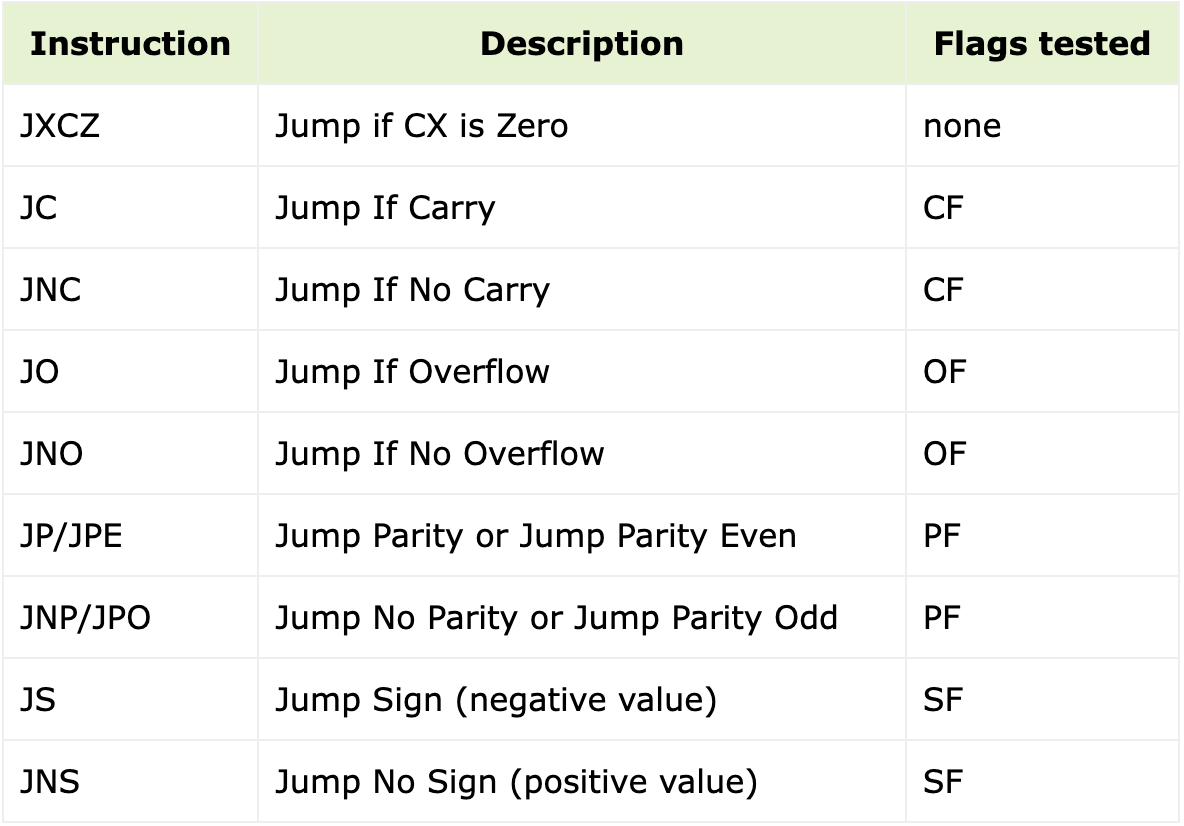 Instruction Description Flags tested
JXCZ Jump if CX is Zero none
JC Jump If Carry CF
JNC Jump If No Carry CF
JO Jump If Overflow OF
JNO Jump If No Overflow OF
JP/JPE Jump Parity or Jump Parity Even PF
JNP/JPO Jump No Parity or Jump Parity Odd PF
JS Jump Sign (negative value) SF
JNS Jump No Sign (positive value) SF